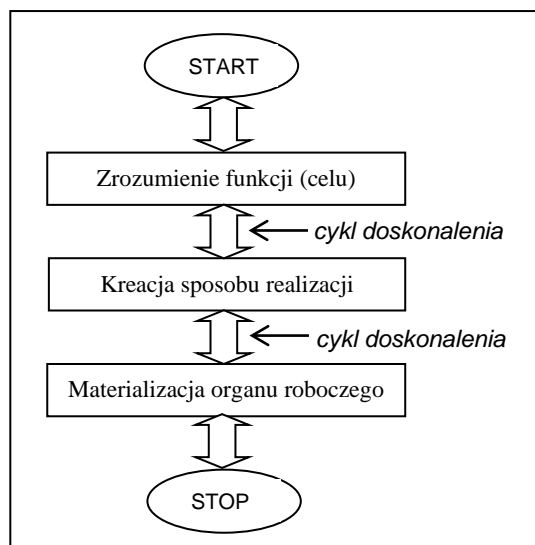 START
Zrozumienie funkcji (celu)
cykl doskonalenia
Kreacja sposobu realizacji
cykl doskonalenia
Materializacja organu roboczego
STOP